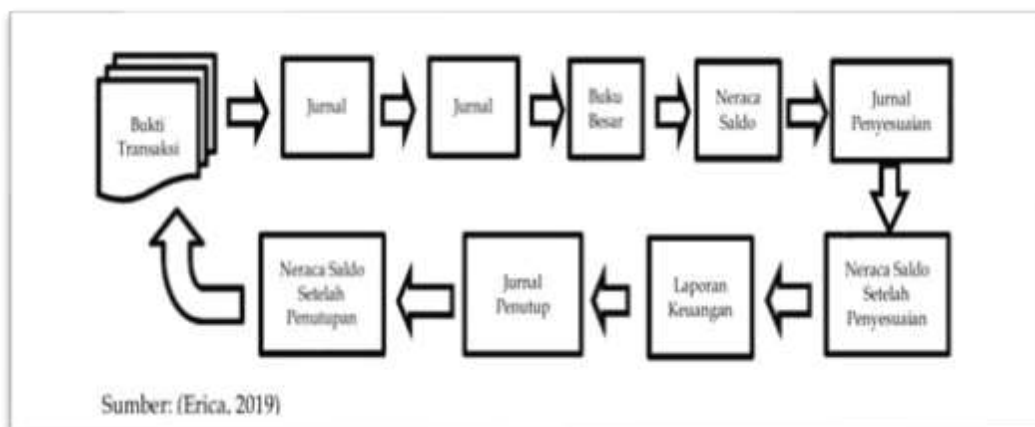 Bukti
Transaksi
Jurnal
Jurnal
Buku
Besar
Neraca
Saldo
Jurnal
Penyesuaian
Neraca Saldo
Setelah
Penyesuaian
Laporan
Keuangan
Jurnal
Penutup
Neraca Saldo
Setelah
Penutupan
Sumber: (Erica, 2019)